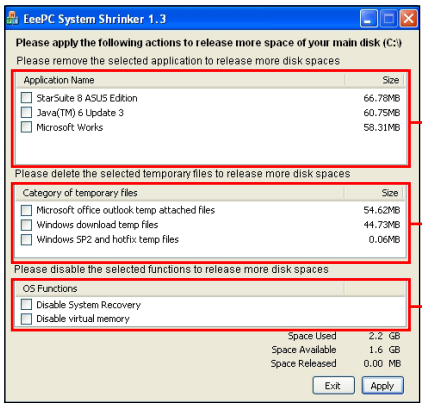 EeePC System Shrinker 1.3
Please apply the following actions to release more space of your main disk (C:\)
Please remove the selected application to release more disk spaces
Application Name Size
StarSuite 8 ASUS Edition 66.78MB
Java(TM) 6 Update 3 60.75MB
Microsoft Works 58.31MB
Please delete the selected temporary files to release more disk spaces
Category of temporary files Size
Microsoft office outlook temp attached files 54.62MB
Windows download temp files 44.73MB
Windows SP2 and hotfix temp files 0.06MB
Please disable the selected functions to release more disk spaces
OS Functions
Disable System Recovery
Disable virtual memory
Space Used 2.2 GB
Space Available 1.6 GB
Space Released 0.00 MB
Exit Apply